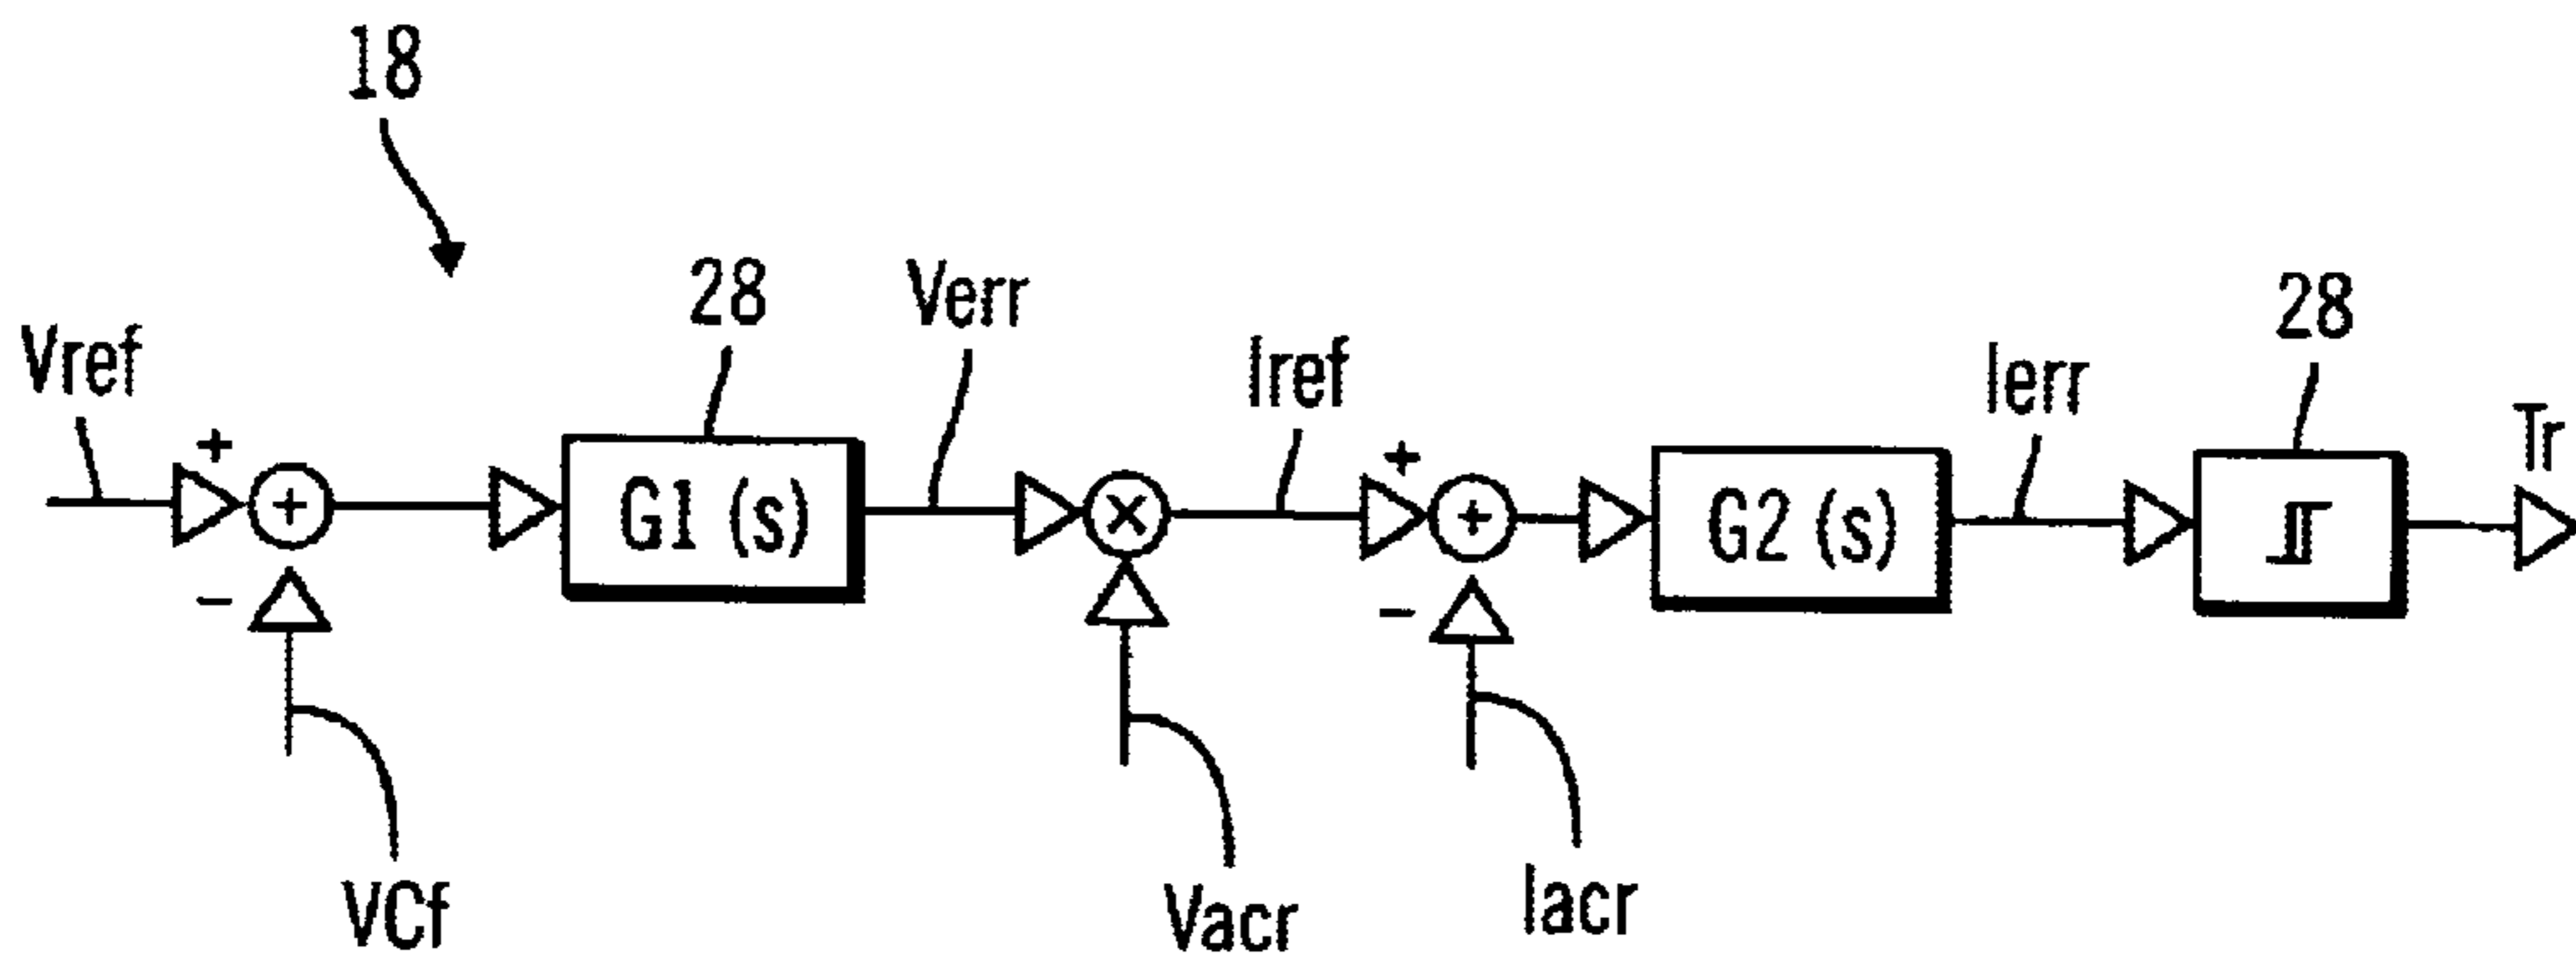 18
28
Verr
28
Vref
Iref
Ierr
Tr
+
+
+
G1 (s)
×
+
G2 (s)
-
-
VCf
Vacr
Iacr